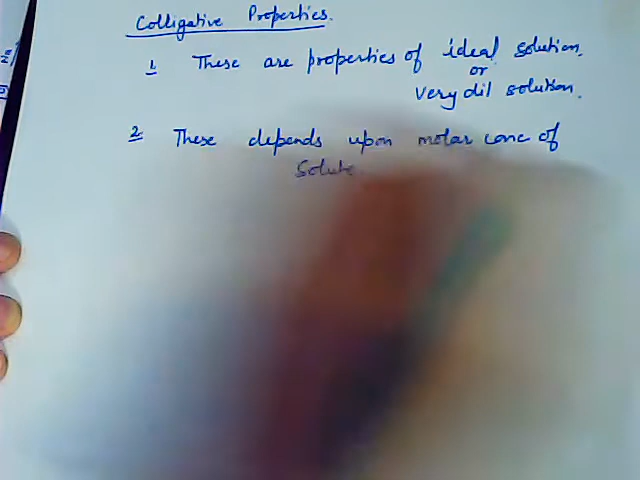 Colligative Properties.
1 These are properties of ideal solution.
or
very dil solution.
2 These depends upon molar conc of
Solute.